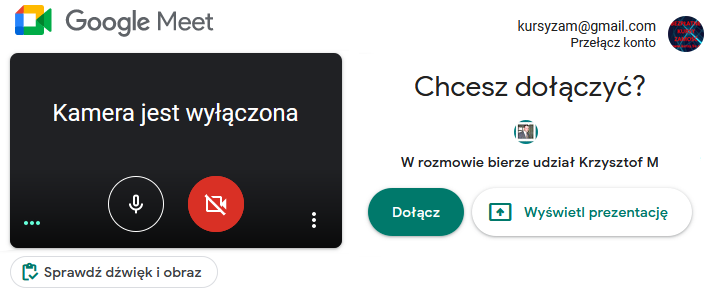 Google Meet
kursyzam@gmail.com
Przełącz konto
Kamera jest wyłączona
Chcesz dołączyć?
W rozmowie bierze udział Krzysztof M
Dołącz
Wyświetl prezentację
Sprawdź dźwięk i obraz